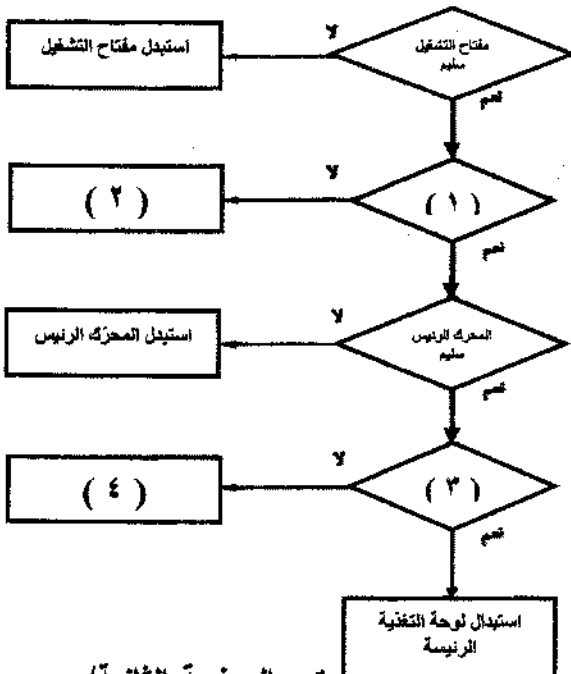 مفتاح التشغيل
سليم
لا
استبدل مفتاح التشغيل
نعم
( ١ )
لا
( ٢ )
نعم
المحرك الرئيس
سليم
لا
استبدل المحرّك الرئيس
نعم
( ٣ )
لا
( ٤ )
نعم
استبدال لوحة التغذية
الرئيسة